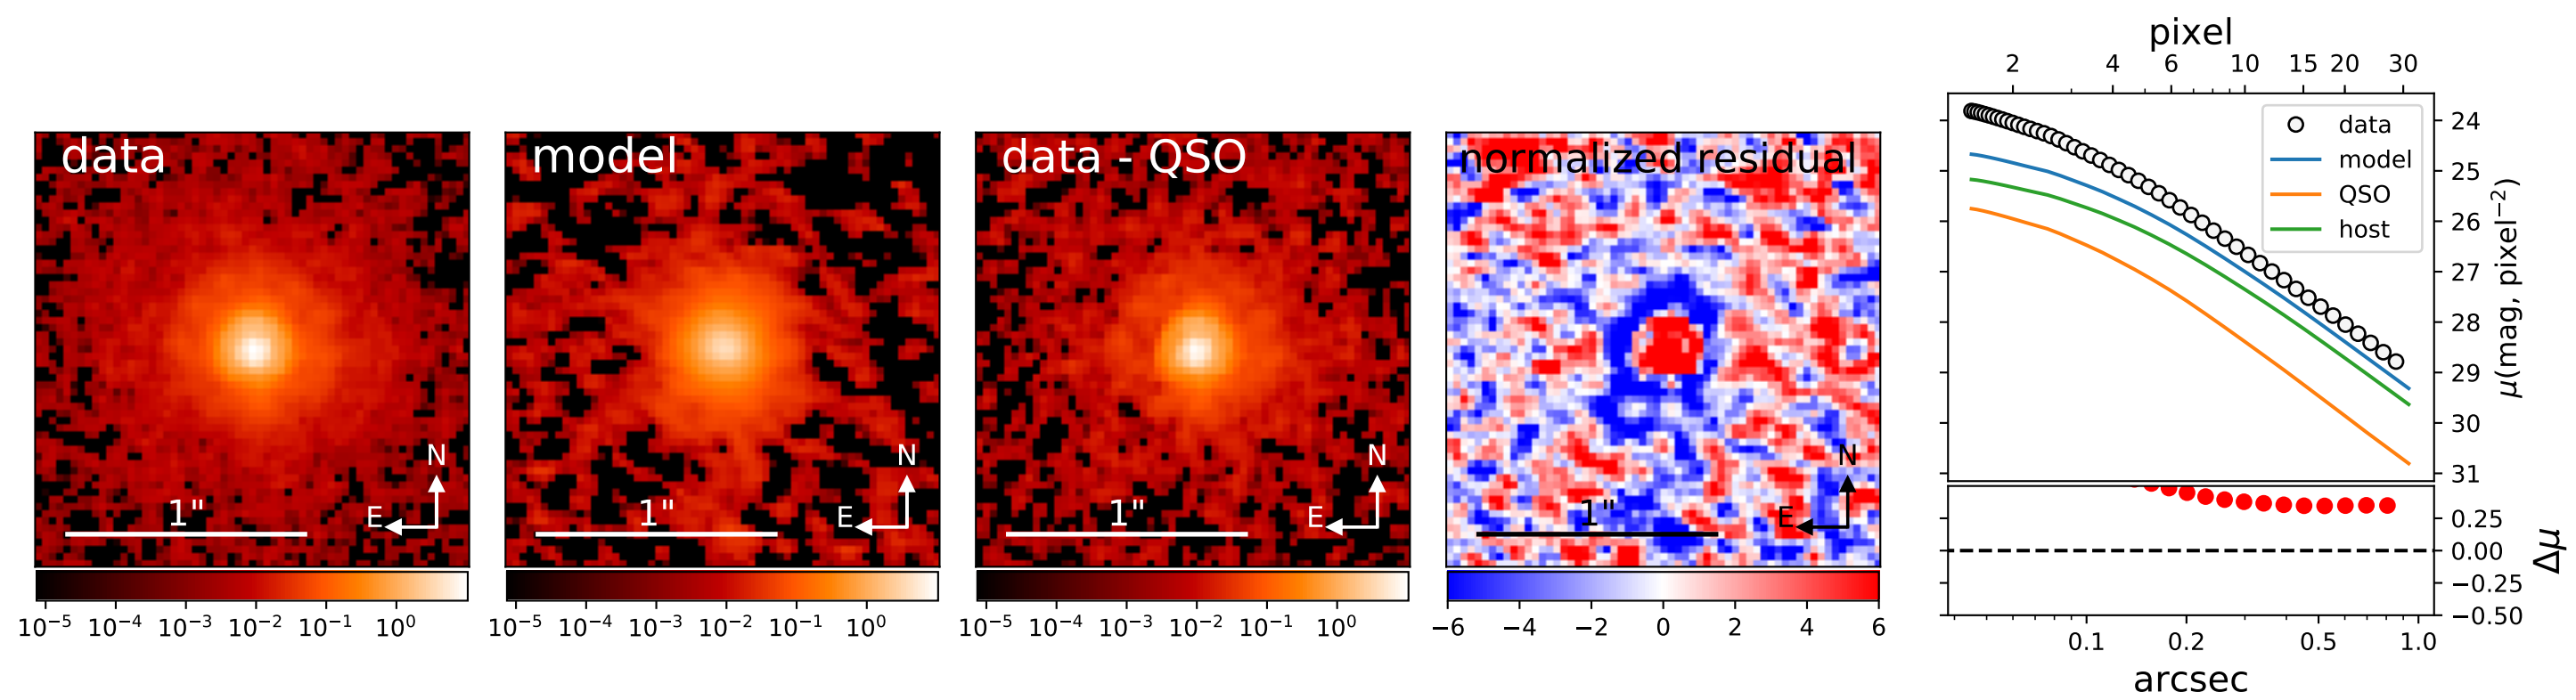 data
N
E
1"
10⁻⁵ 10⁻⁴ 10⁻³ 10⁻² 10⁻¹ 10⁰
model
N
E
1"
10⁻⁵ 10⁻⁴ 10⁻³ 10⁻² 10⁻¹ 10⁰
data - QSO
N
E
1"
10⁻⁵ 10⁻⁴ 10⁻³ 10⁻² 10⁻¹ 10⁰
normalized residual
N
E
1"
−6 −4 −2 0 2 4 6
pixel
2 4 6 10 15 20 30
data
model
QSO
host
24
25
26
27
28
29
30
31
μ(mag, pixel⁻²)
0.25
0.00
−0.25
−0.50
Δμ
0.1 0.2 0.5 1.0
arcsec